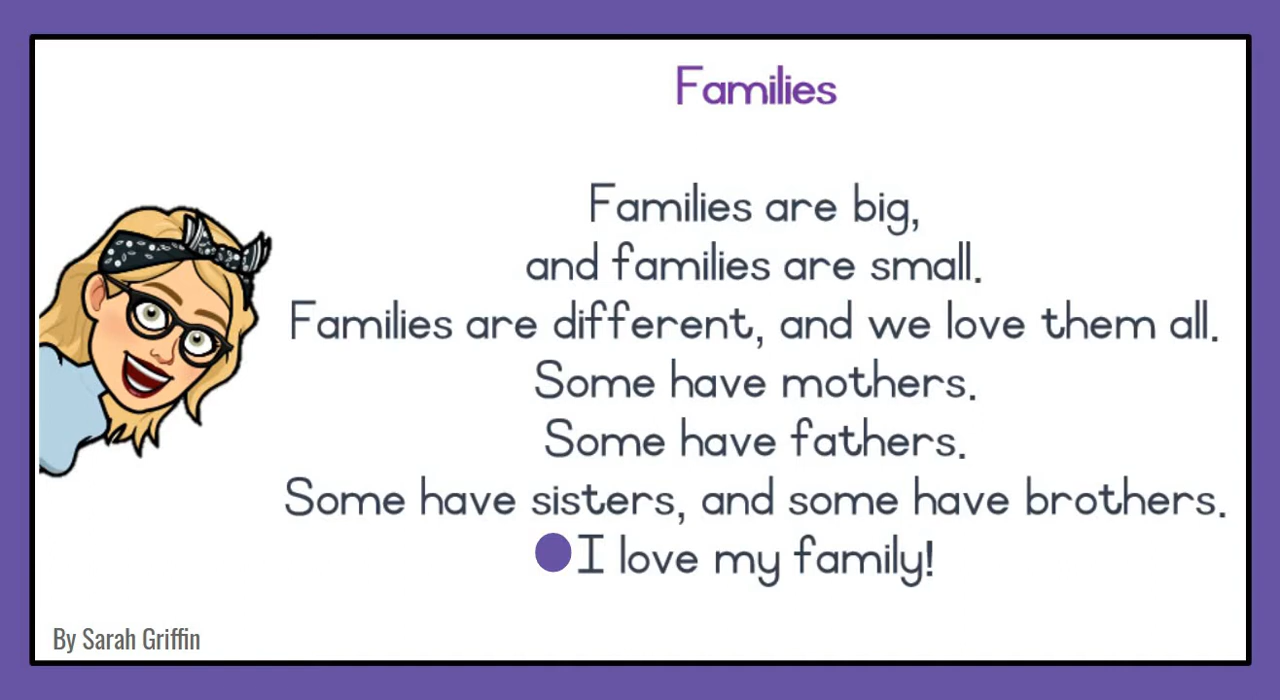 Families
Families are big,
and families are small.
Families are different, and we love them all.
Some have mothers.
Some have fathers.
Some have sisters, and some have brothers.
I love my family!
By Sarah Griffin